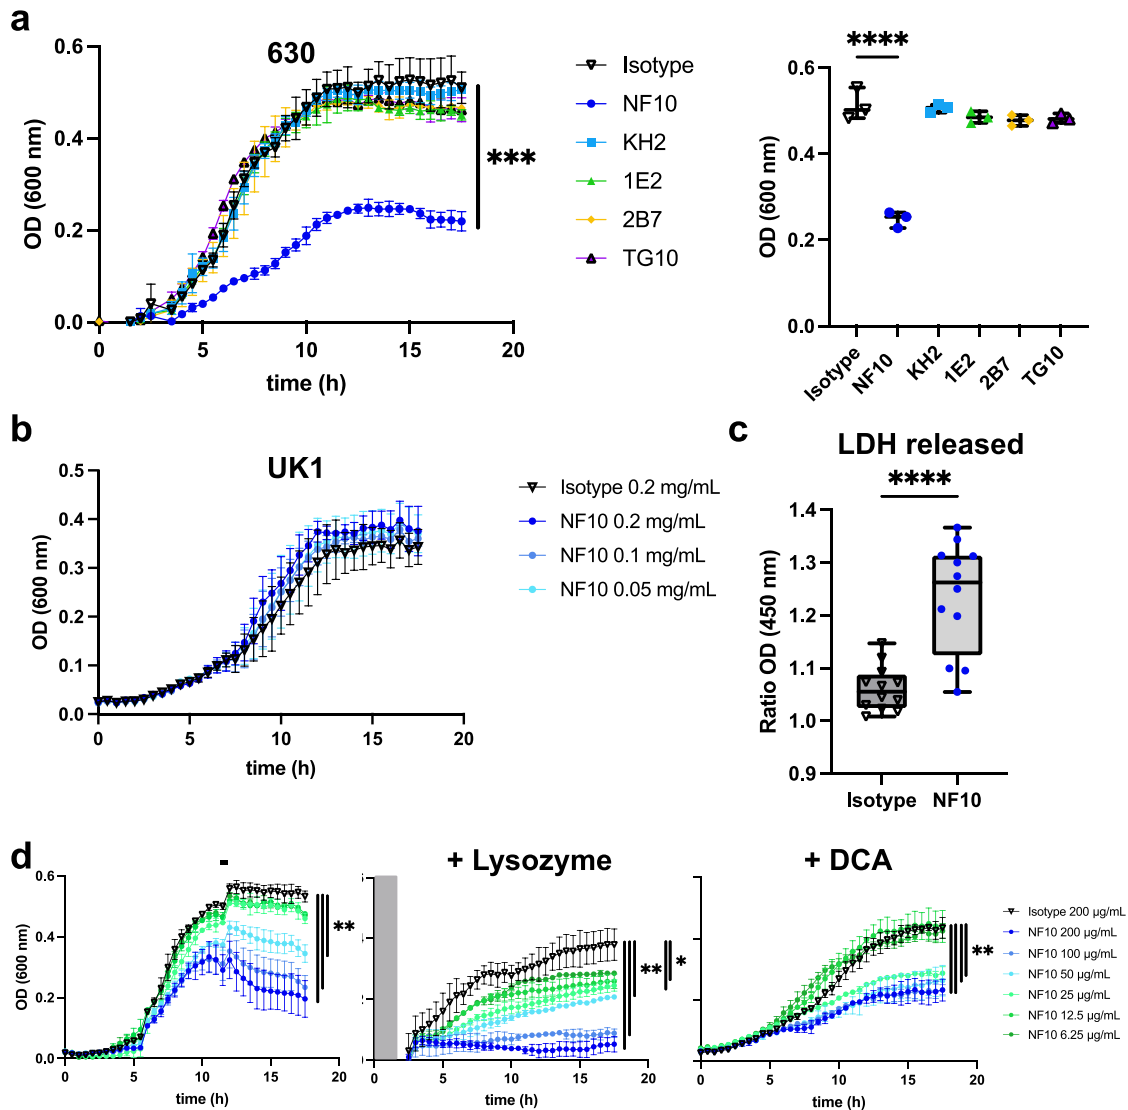 a
630
OD (600 nm)
0.6
0.4
0.2
0.0
0
5
10
15
20
time (h)
***
Isotype
NF10
KH2
1E2
2B7
TG10
****
OD (600 nm)
0.6
0.4
0.2
0.0
Isotype
NF10
KH2
1E2
2B7
TG10
b
UK1
OD (600 nm)
0.5
0.4
0.3
0.2
0.1
0.0
0
5
10
15
20
time (h)
Isotype 0.2 mg/mL
NF10 0.2 mg/mL
NF10 0.1 mg/mL
NF10 0.05 mg/mL
c
LDH released
****
Ratio OD (450 nm)
1.4
1.3
1.2
1.1
1.0
0.9
Isotype
NF10
d
-
OD (600 nm)
0.6
0.4
0.2
0.0
0
5
10
15
20
time (h)
**
+ Lysozyme
0
5
10
15
20
time (h)
**
*
+ DCA
0
5
10
15
20
time (h)
**
Isotype 200 µg/mL
NF10 200 µg/mL
NF10 100 µg/mL
NF10 50 µg/mL
NF10 25 µg/mL
NF10 12.5 µg/mL
NF10 6.25 µg/mL